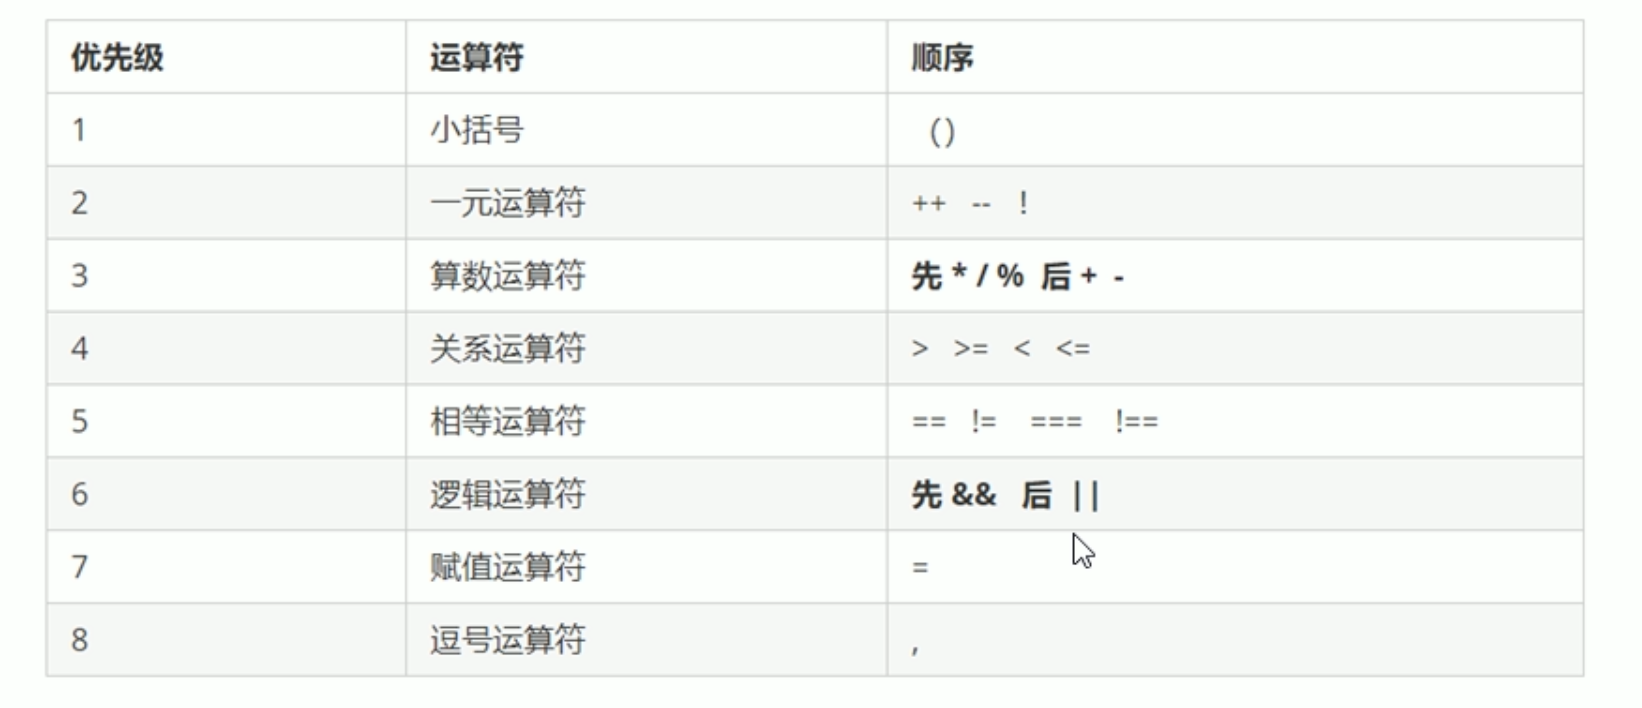 优先级 运算符 顺序
1 小括号 ()
2 一元运算符 ++ -- !
3 算数运算符 先 * / % 后 + -
4 关系运算符 > >= < <=
5 相等运算符 == != === !==
6 逻辑运算符 先 && 后 ||
7 赋值运算符 =
8 逗号运算符 ,